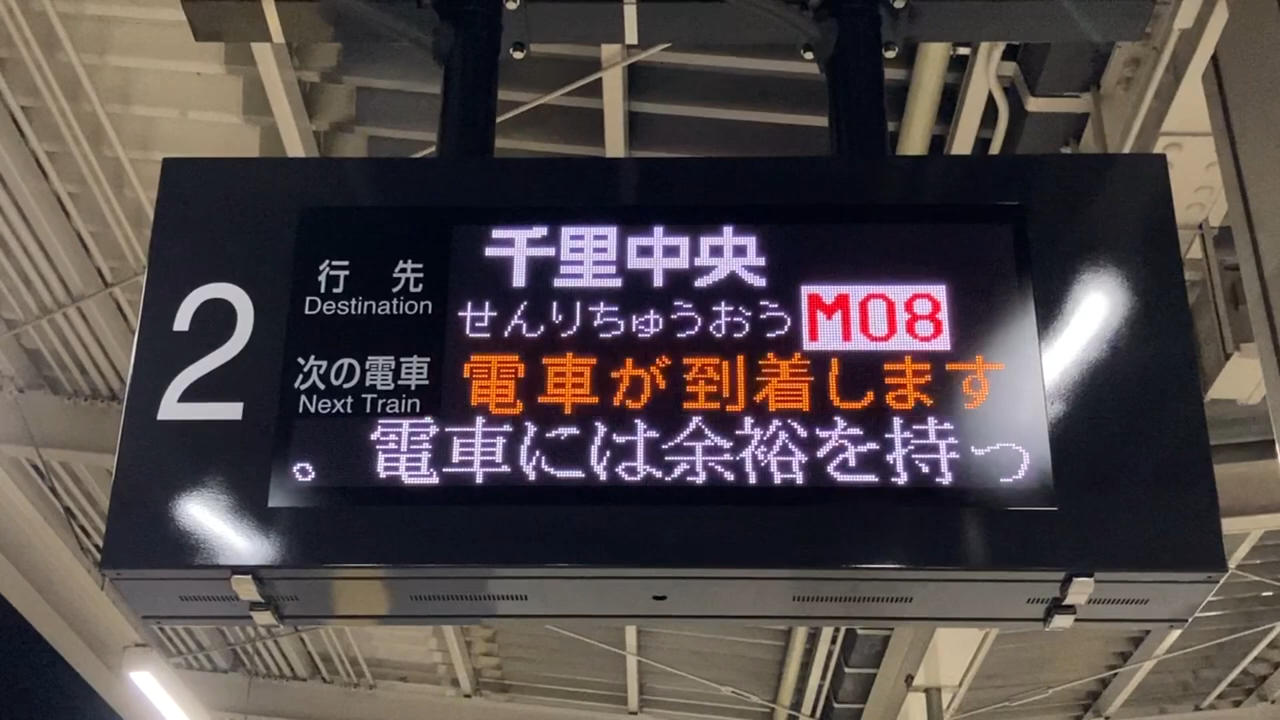 2
行先
Destination
千里中央
せんりちゅうおう M08
次の電車
Next Train
電車が到着します
。電車には余裕を持っ